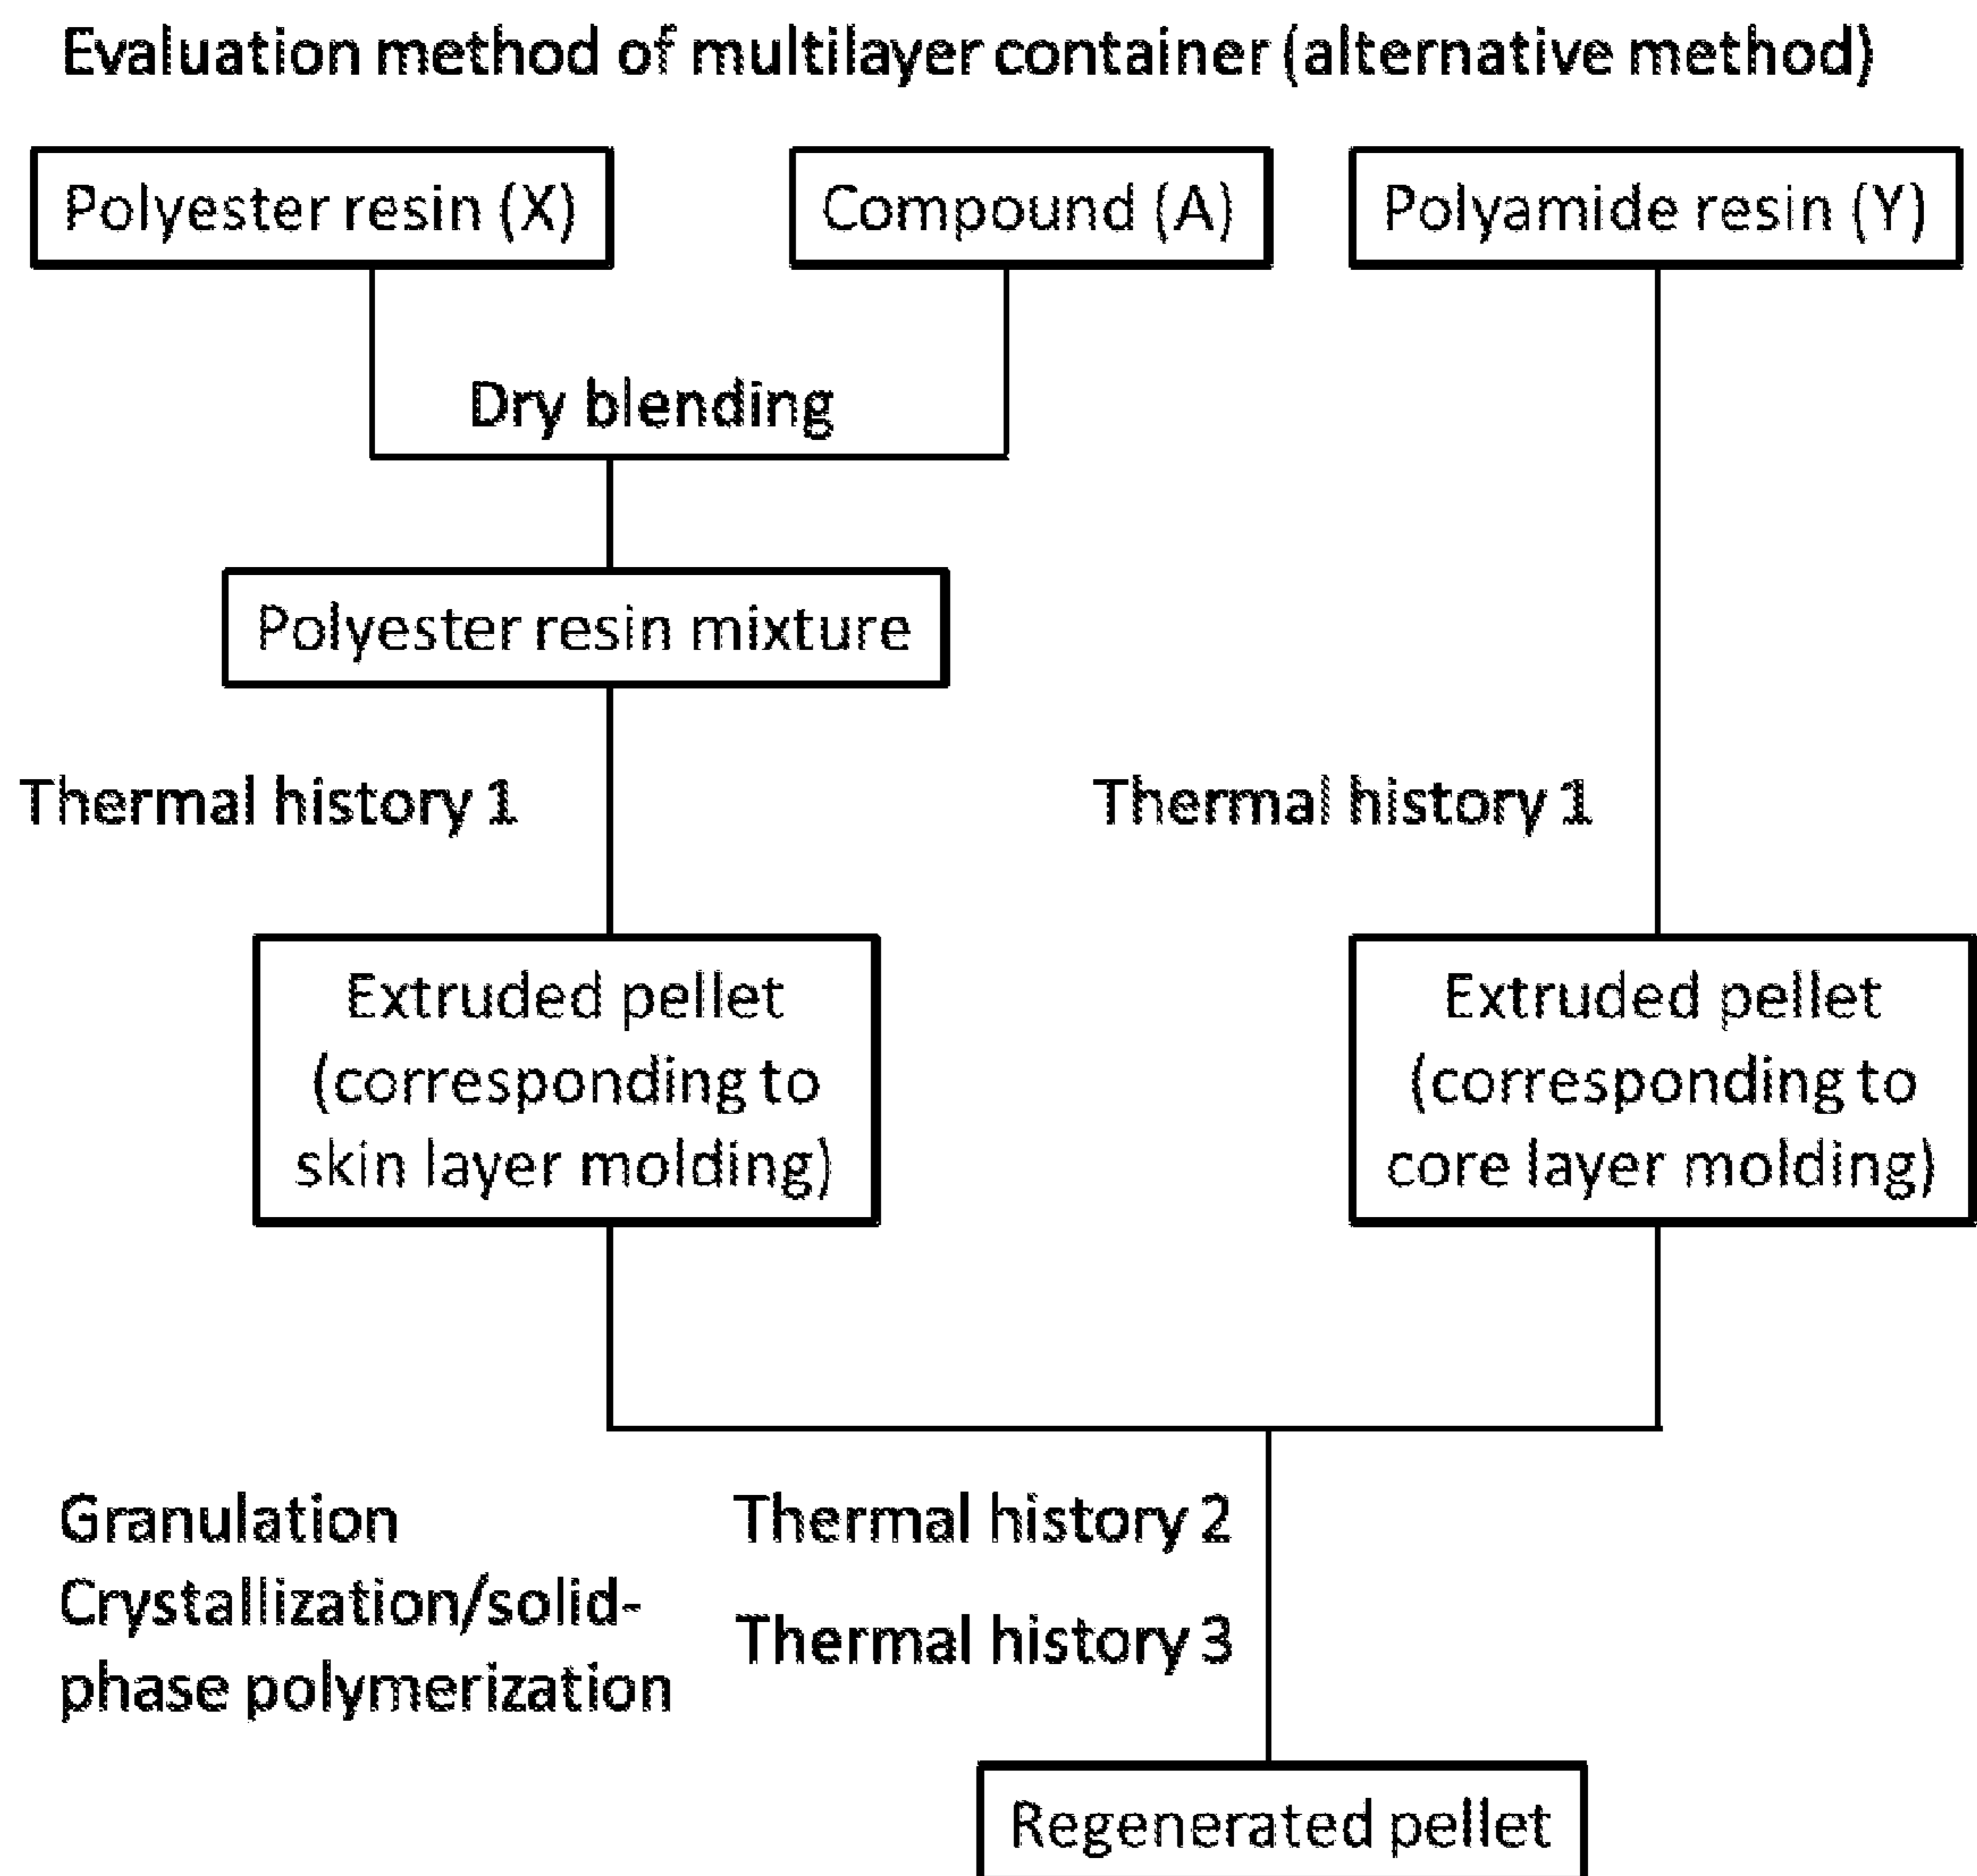 Evaluation method of multilayer container (alternative method)
Polyester resin (X)
Compound (A)
Polyamide resin (Y)
Dry blending
Polyester resin mixture
Thermal history 1
Thermal history 1
Extruded pellet
(corresponding to
skin layer molding)
Extruded pellet
(corresponding to
core layer molding)
Granulation
Crystallization/solid-
phase polymerization
Thermal history 2
Thermal history 3
Regenerated pellet